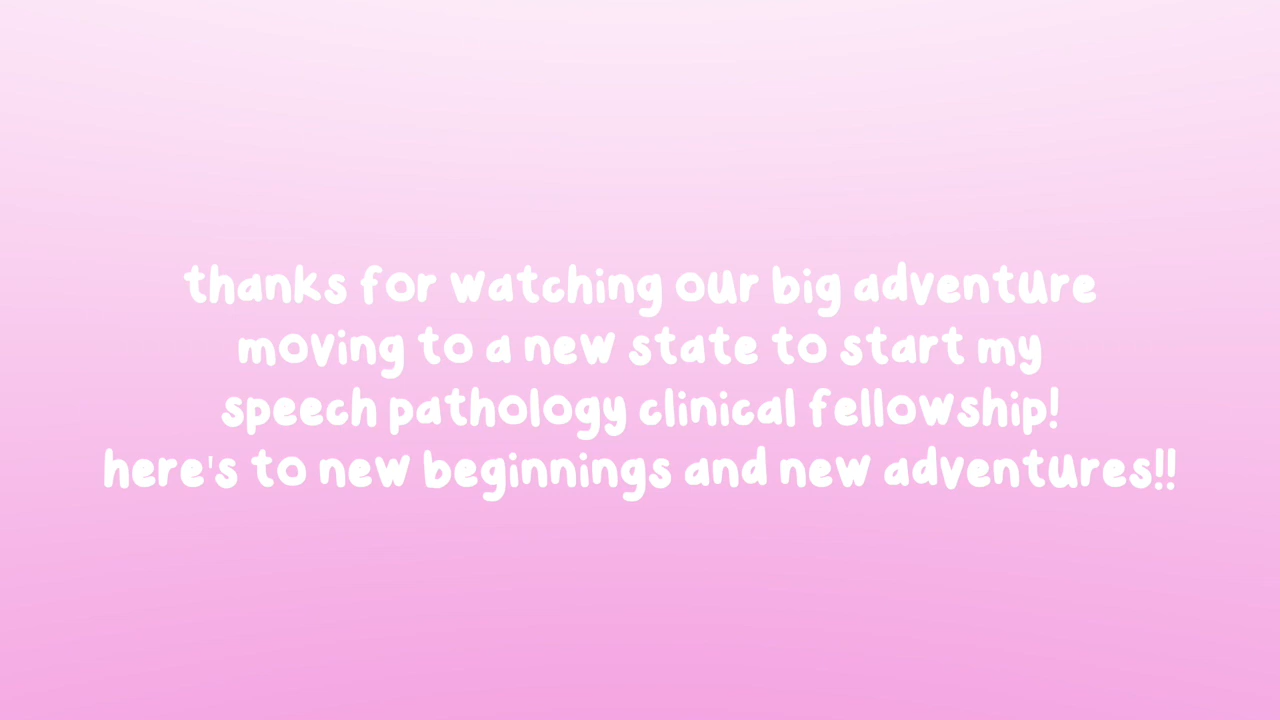 thanks for watching our big adventure
moving to a new state to start my
speech pathology clinical fellowship!
here's to new beginnings and new adventures!!